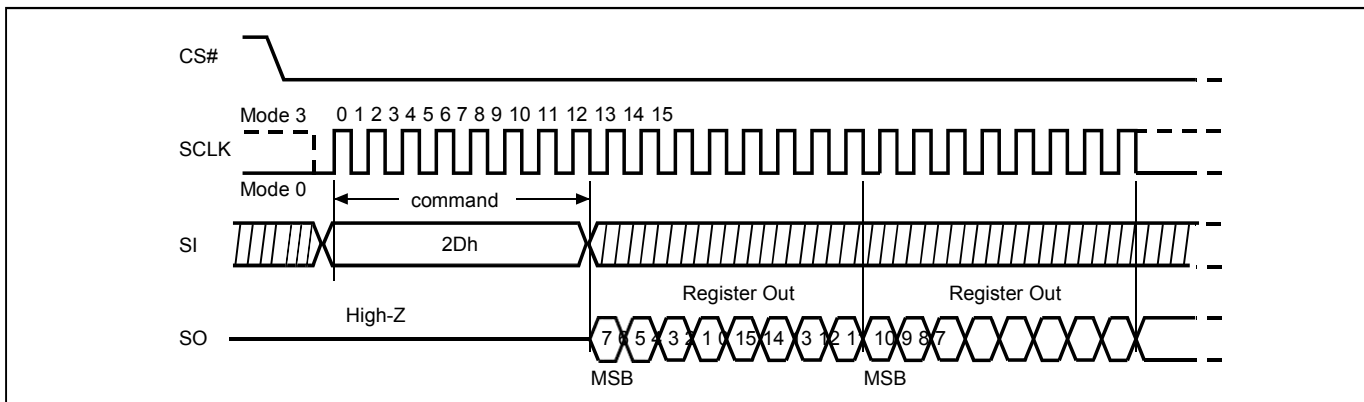 CS#
Mode 3
0 1 2 3 4 5 6 7 8 9 10 11 12 13 14 15
SCLK
Mode 0
command
SI
2Dh
Register Out
Register Out
High-Z
SO
7 6 5 4 3 2 1 0 15 14 13 12 1 10 9 8 7
MSB
MSB